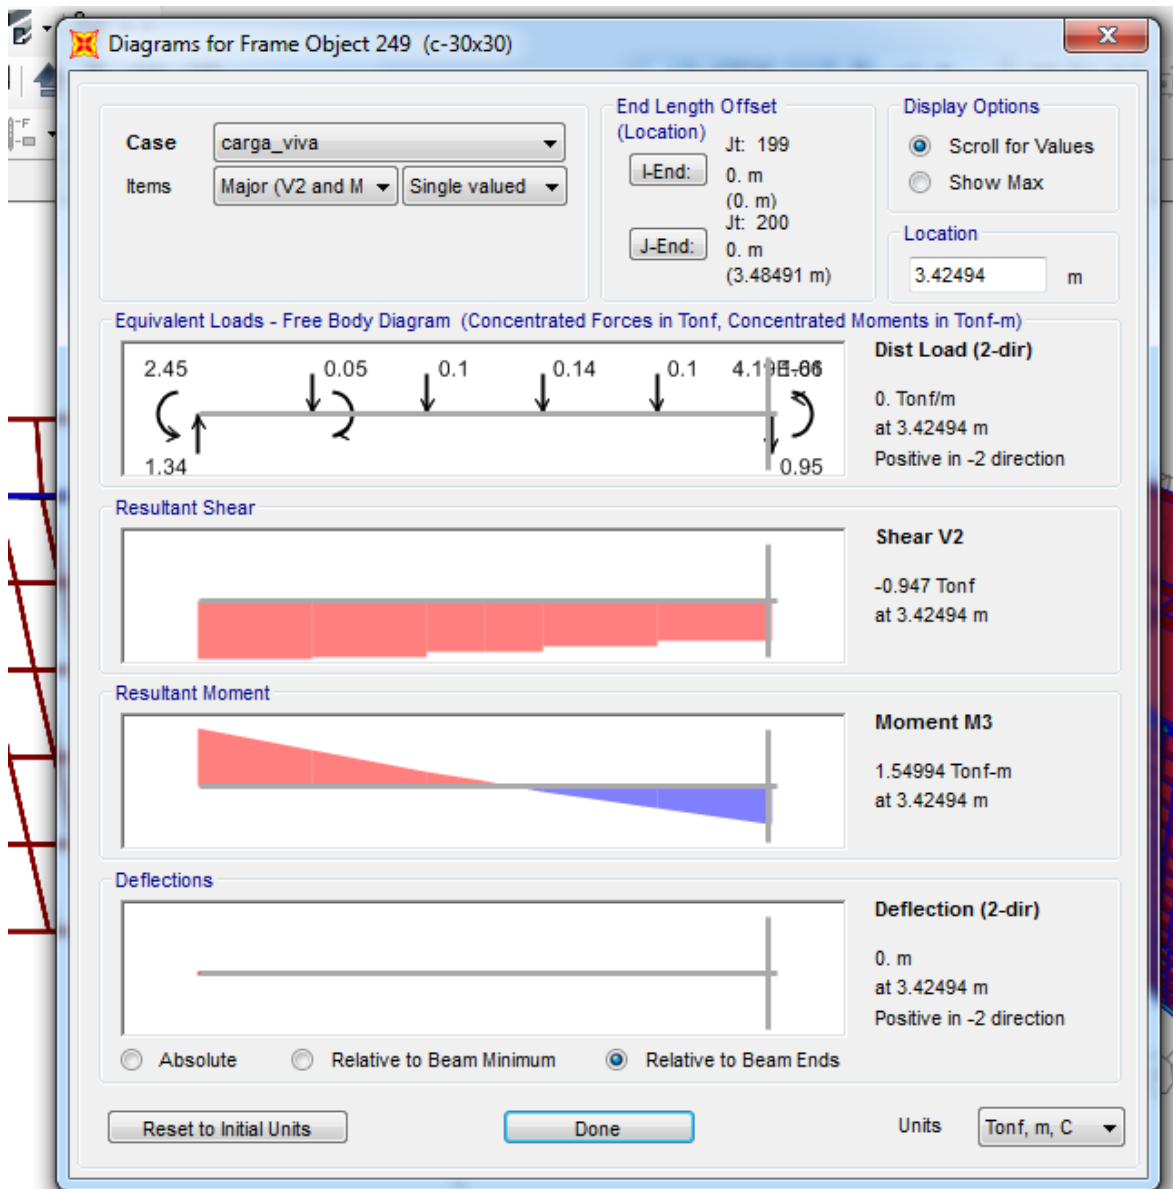 Diagrams for Frame Object 249 (c-30x30)
X
Case
carga_viva
Items
Major (V2 and M
Single valued
End Length Offset
(Location)
I-End:
Jt: 199
0. m
(0. m)
J-End:
Jt: 200
0. m
(3.48491 m)
Display Options
Scroll for Values
Show Max
Location
3.42494 m
Equivalent Loads - Free Body Diagram (Concentrated Forces in Tonf, Concentrated Moments in Tonf-m)
2.45 0.05 0.1 0.14 0.1
1.34 0.95
Dist Load (2-dir)
0. Tonf/m
at 3.42494 m
Positive in -2 direction
Resultant Shear
Shear V2
-0.947 Tonf
at 3.42494 m
Resultant Moment
Moment M3
1.54994 Tonf-m
at 3.42494 m
Deflections
Deflection (2-dir)
0. m
at 3.42494 m
Positive in -2 direction
Absolute
Relative to Beam Minimum
Relative to Beam Ends
Reset to Initial Units
Done
Units
Tonf, m, C